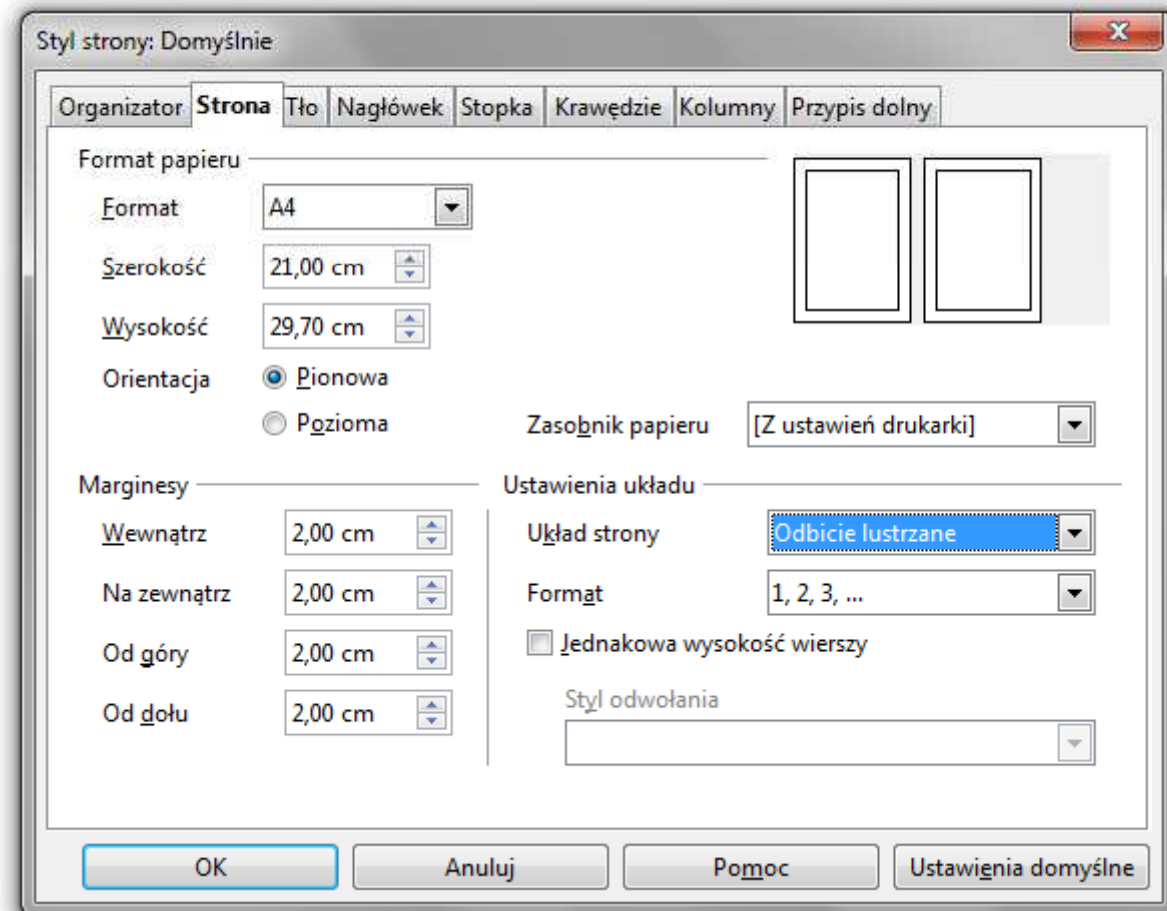 Styl strony: Domyślnie
Organizator Strona Tło Nagłówek Stopka Krawędzie Kolumny Przypis dolny
Format papieru
Format A4
Szerokość 21,00 cm
Wysokość 29,70 cm
Orientacja Pionowa
Pozioma Zasobnik papieru [Z ustawień drukarki]
Marginesy Ustawienia układu
Wewnątrz 2,00 cm Układ strony Odbicie lustrzane
Na zewnątrz 2,00 cm Format 1, 2, 3, ...
Od góry 2,00 cm Jednakowa wysokość wierszy
Od dołu 2,00 cm Styl odwołania
OK Anuluj Pomoc Ustawienia domyślne